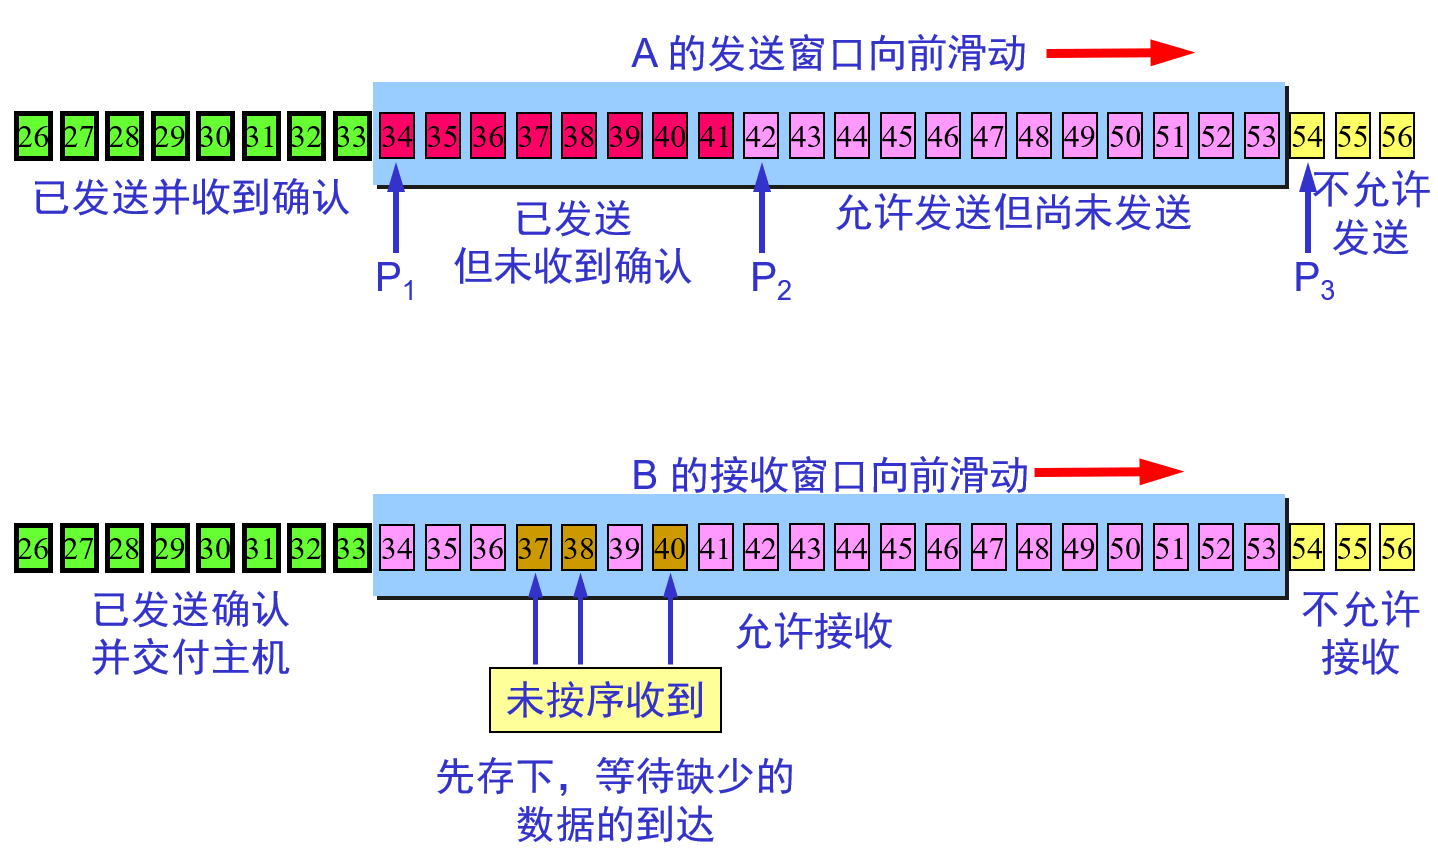 A 的发送窗口向前滑动
26 27 28 29 30 31 32 33 34 35 36 37 38 39 40 41 42 43 44 45 46 47 48 49 50 51 52 53 54 55 56
已发送并收到确认
已发送
但未收到确认
允许发送但尚未发送
不允许
发送
P1
P2
P3
B 的接收窗口向前滑动
26 27 28 29 30 31 32 33 34 35 36 37 38 39 40 41 42 43 44 45 46 47 48 49 50 51 52 53 54 55 56
已发送确认
并交付主机
允许接收
不允许
接收
未按序收到
先存下，等待缺少的
数据的到达